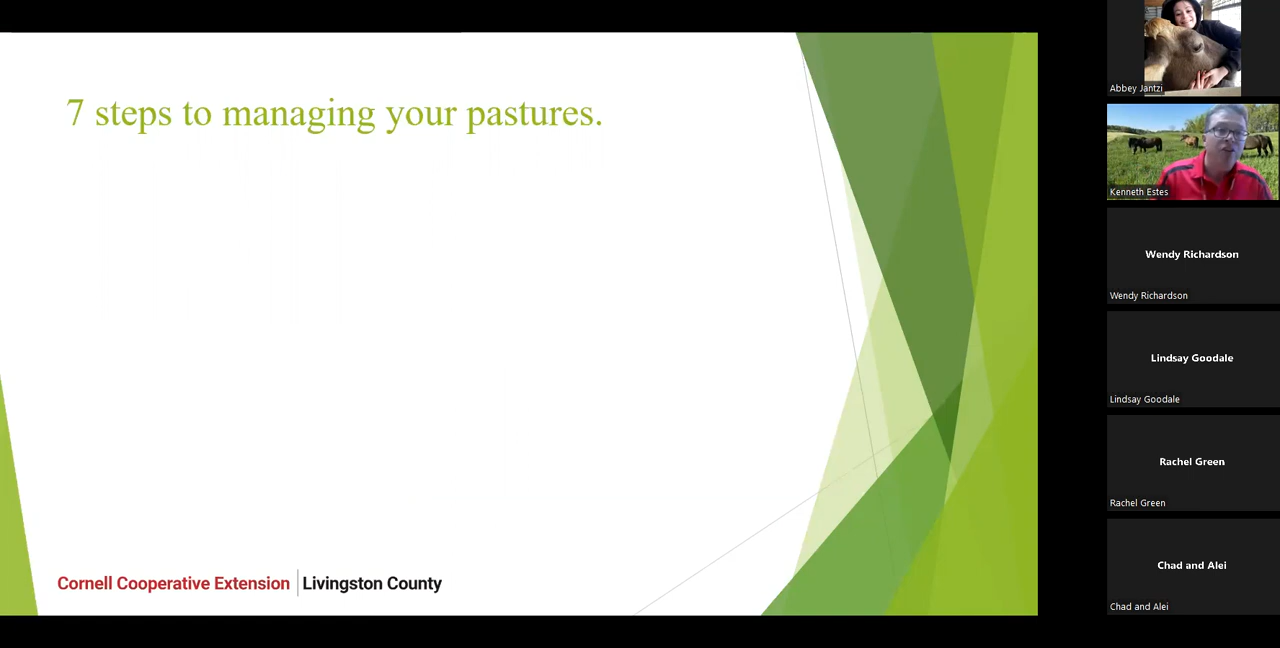 7 steps to managing your pastures.
Cornell Cooperative Extension | Livingston County
Abbey Jantzi
Kenneth Estes
Wendy Richardson
Wendy Richardson
Lindsay Goodale
Lindsay Goodale
Rachel Green
Rachel Green
Chad and Alei
Chad and Alei